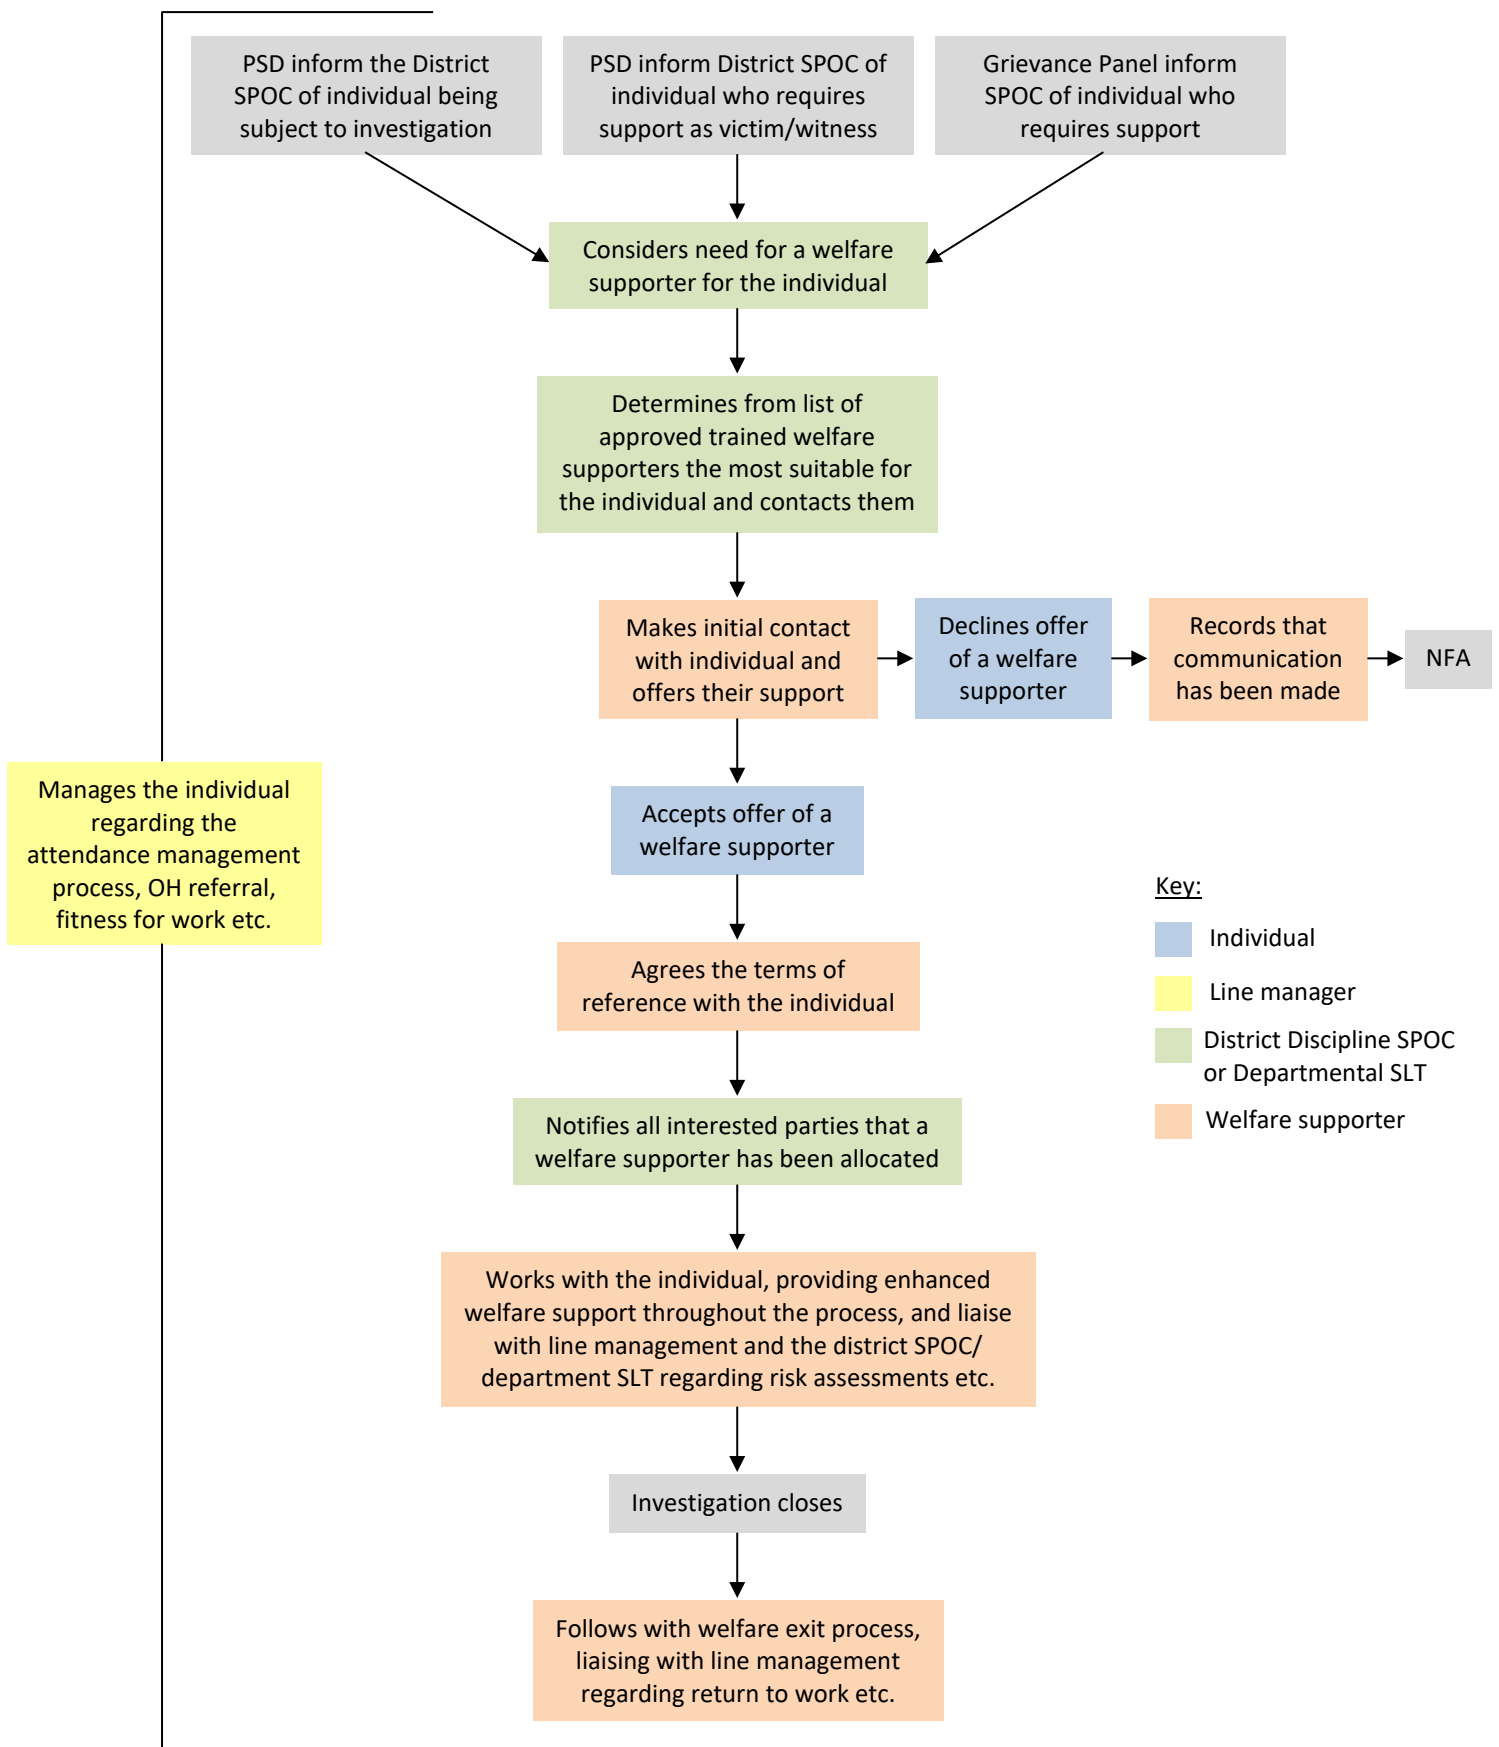 PSD inform the District
SPOC of individual being
subject to investigation
PSD inform District SPOC of
individual who requires
support as victim/witness
Grievance Panel inform
SPOC of individual who
requires support
Considers need for a welfare
supporter for the individual
Determines from list of
approved trained welfare
supporters the most suitable for
the individual and contacts them
Makes initial contact
with individual and
offers their support
Declines offer
of a welfare
supporter
Records that
communication
has been made
NFA
Manages the individual
regarding the
attendance management
process, OH referral,
fitness for work etc.
Accepts offer of a
welfare supporter
Agrees the terms of
reference with the individual
Notifies all interested parties that a
welfare supporter has been allocated
Works with the individual, providing enhanced
welfare support throughout the process, and liaise
with line management and the district SPOC/
department SLT regarding risk assessments etc.
Investigation closes
Follows with welfare exit process,
liaising with line management
regarding return to work etc.
Key:
Individual
Line manager
District Discipline SPOC
or Departmental SLT
Welfare supporter